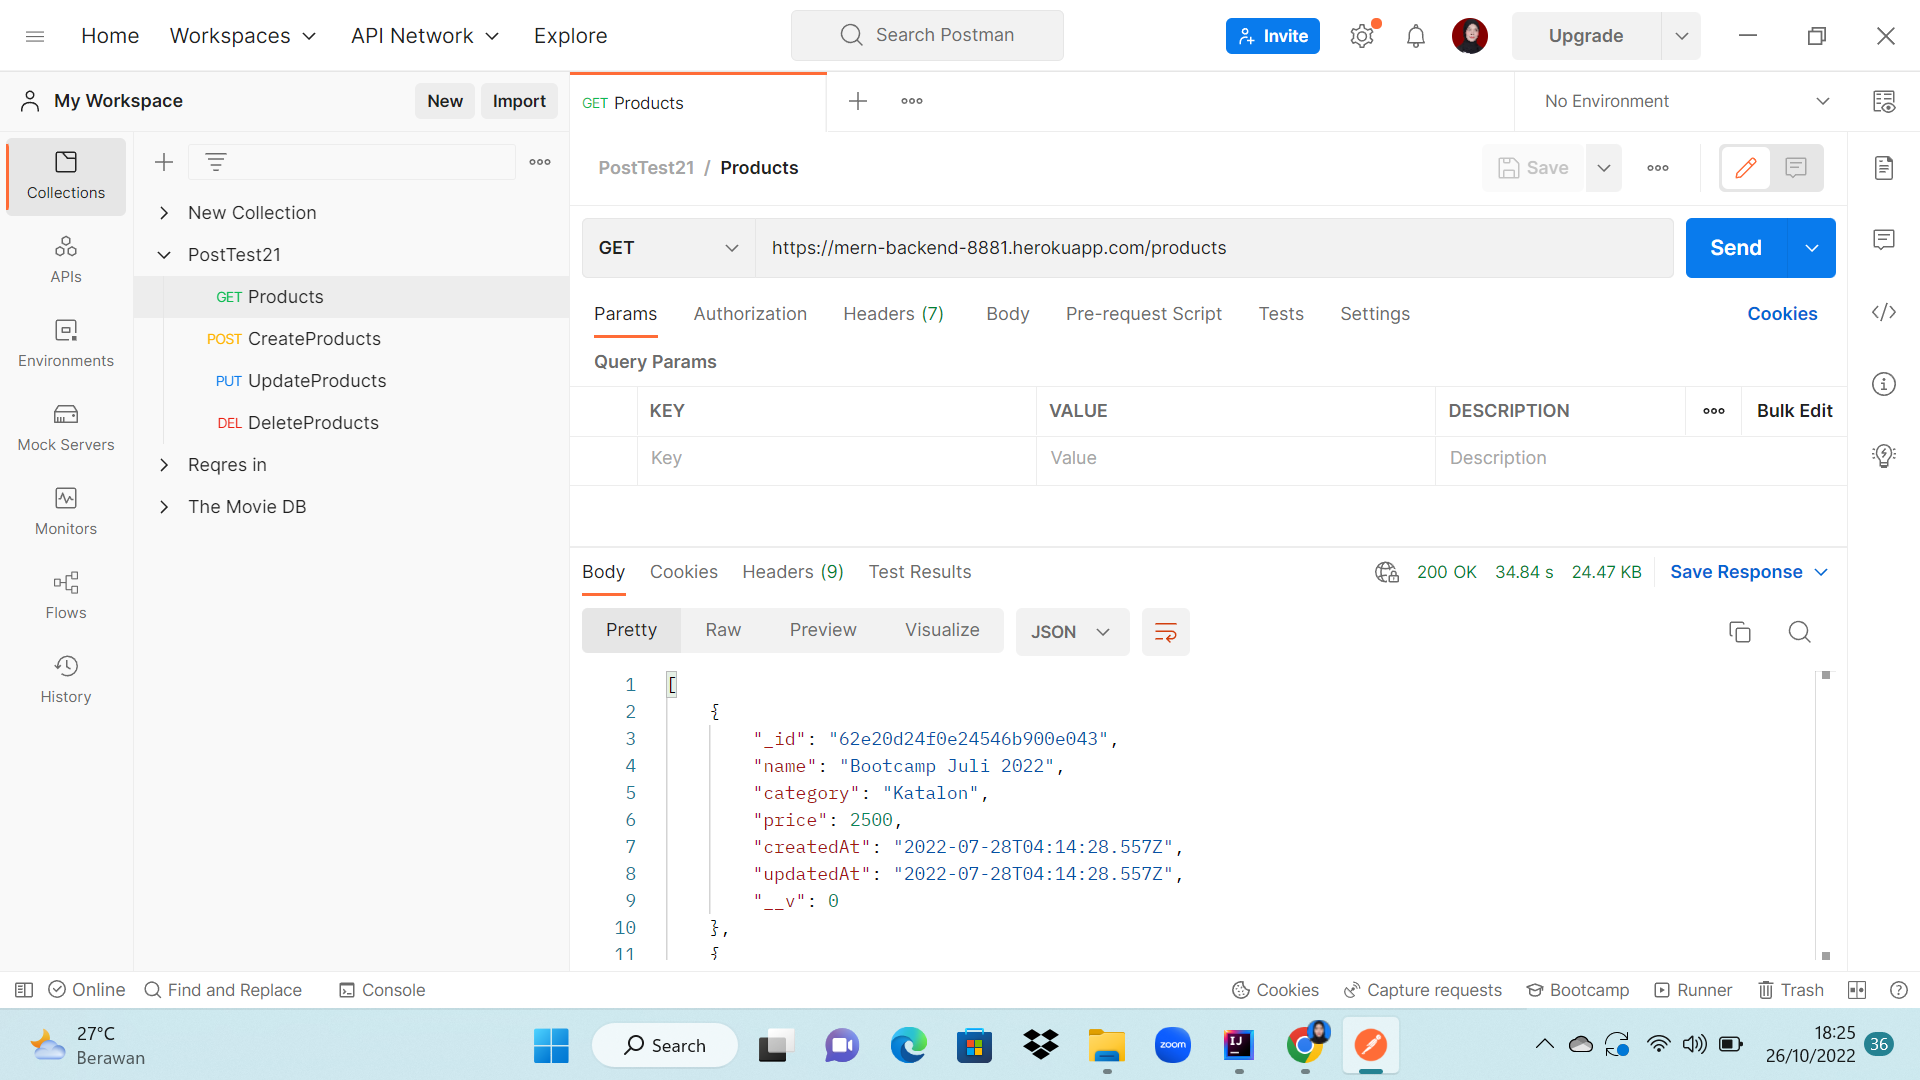 Home Workspaces API Network Explore Search Postman Invite Upgrade
My Workspace New Import GET Products No Environment
Collections
APIs
Environments
Mock Servers
Monitors
Flows
History
New Collection
PostTest21
GET Products
POST CreateProducts
PUT UpdateProducts
DEL DeleteProducts
Reqres in
The Movie DB
PostTest21 / Products Save
GET https://mern-backend-8881.herokuapp.com/products Send
Params Authorization Headers (7) Body Pre-request Script Tests Settings Cookies
Query Params
KEY VALUE DESCRIPTION Bulk Edit
Key Value Description
Body Cookies Headers (9) Test Results 200 OK 34.84 s 24.47 KB Save Response
Pretty Raw Preview Visualize JSON
1 [
2 {
3 "_id": "62e20d24f0e24546b900e043",
4 "name": "Bootcamp Juli 2022",
5 "category": "Katalon",
6 "price": 2500,
7 "createdAt": "2022-07-28T04:14:28.557Z",
8 "updatedAt": "2022-07-28T04:14:28.557Z",
9 "__v": 0
10 },
11 {
Online Find and Replace Console Cookies Capture requests Bootcamp Runner Trash
27°C
Berawan
Search
zoom
IJ
18:25
26/10/2022
36